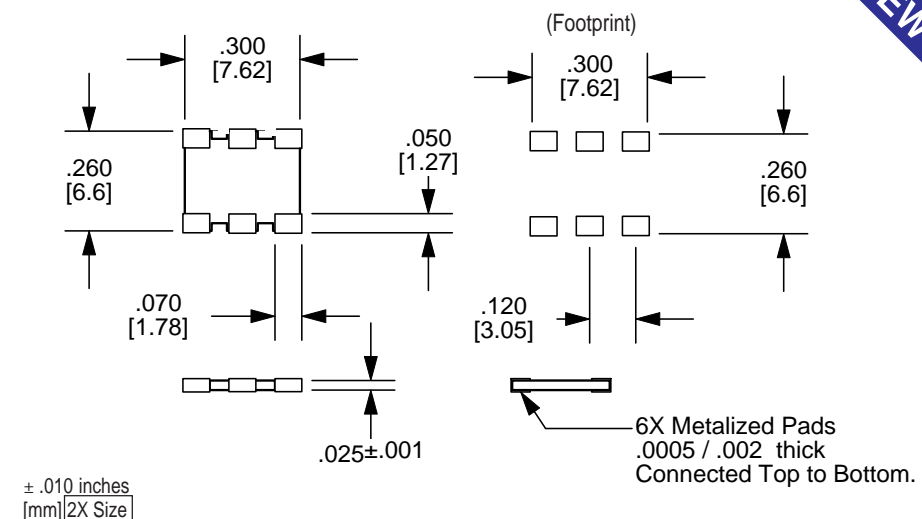 (Footprint)
.300
[7.62]
.300
[7.62]
.260
[6.6]
.050
[1.27]
.260
[6.6]
.070
[1.78]
.120
[3.05]
.025±.001
6X Metalized Pads
.0005 / .002 thick
Connected Top to Bottom.
± .010 inches
[mm] 2X Size